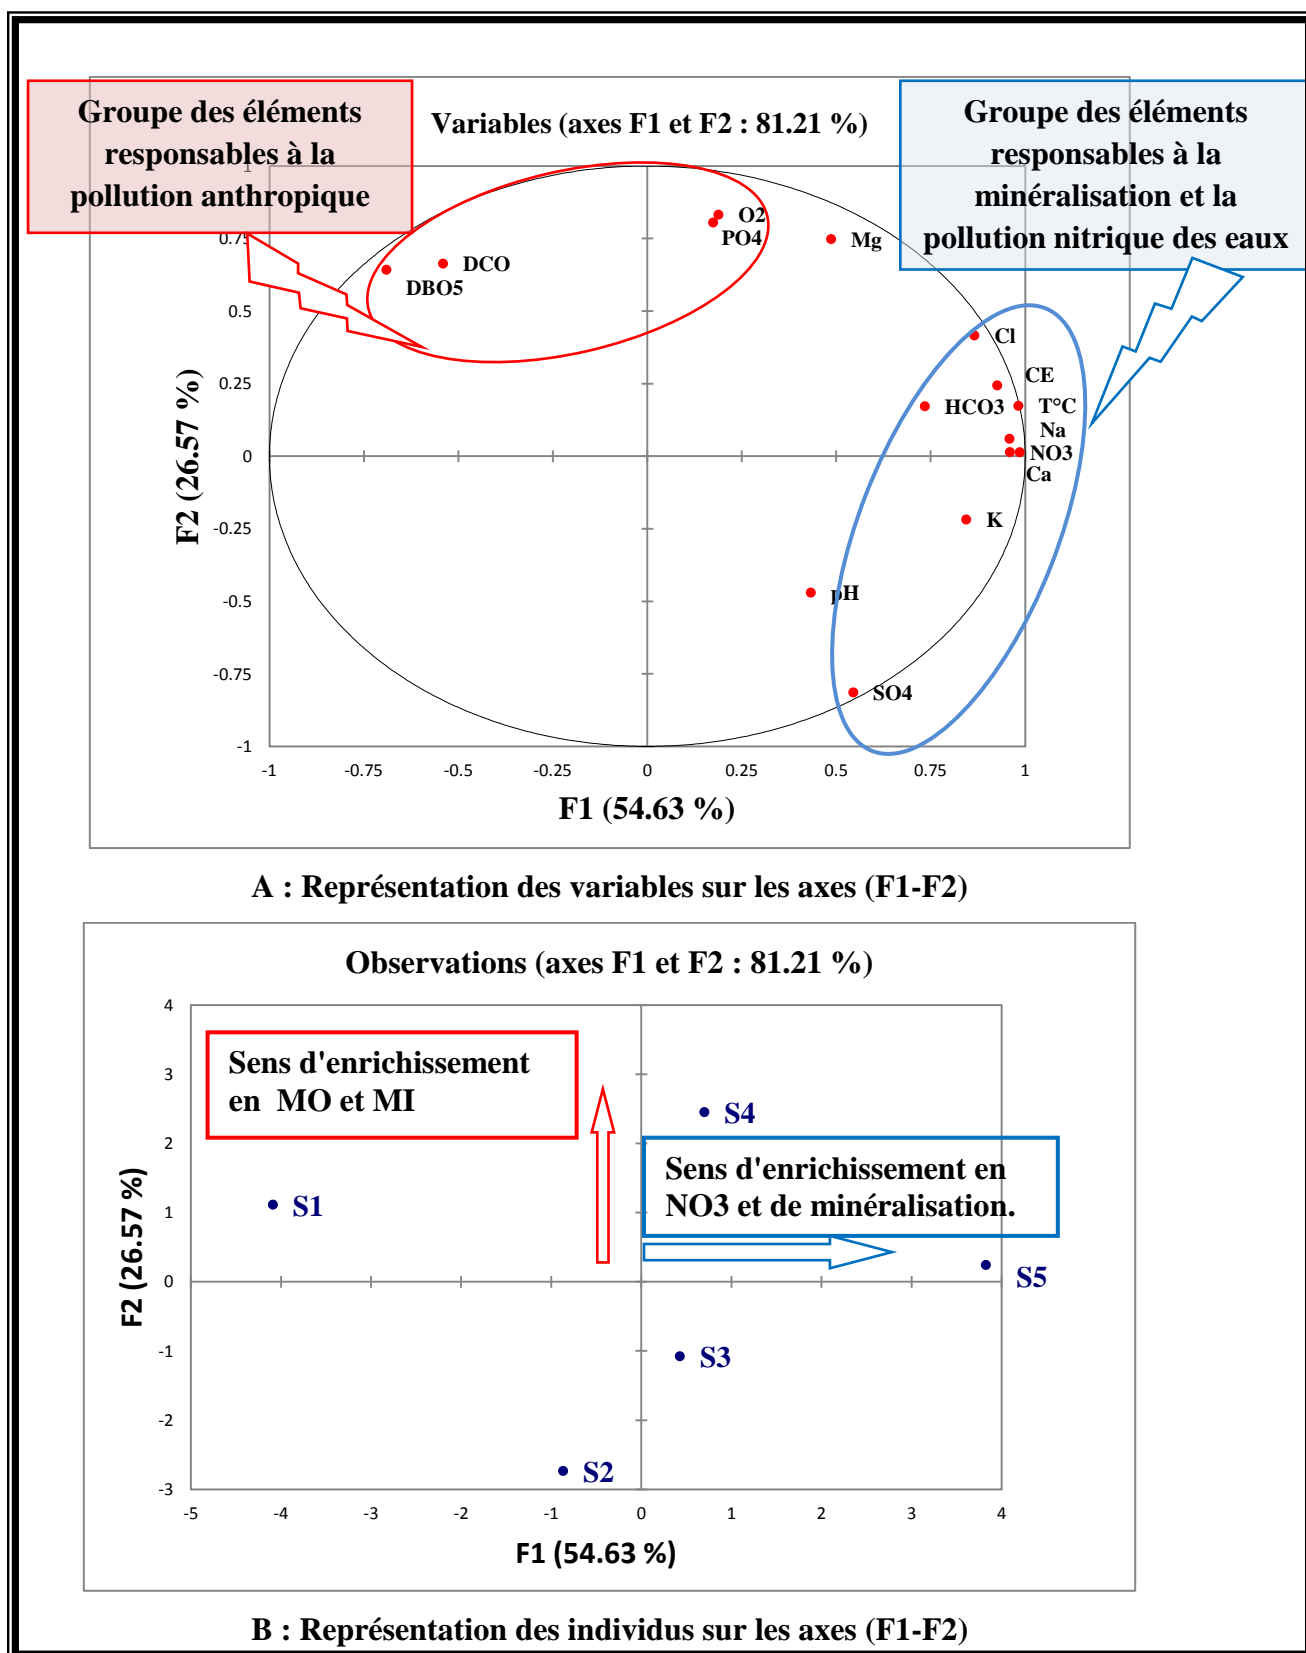 Groupe des éléments
responsables à la
pollution anthropique
Variables (axes F1 et F2 : 81.21 %)
Groupe des éléments
responsables à la
minéralisation et la
pollution nitrique des eaux
O2
PO4
Mg
DCO
DBO5
Cl
CE
HCO3
T°C
Na
NO3
Ca
K
pH
SO4
1
0.75
0.5
0.25
0
-0.25
-0.5
-0.75
-1
F2 (26.57 %)
-1
-0.75
-0.5
-0.25
0
0.25
0.5
0.75
1
F1 (54.63 %)
A : Représentation des variables sur les axes (F1-F2)
Observations (axes F1 et F2 : 81.21 %)
Sens d'enrichissement
en MO et MI
S4
Sens d'enrichissement en
NO3 et de minéralisation.
S1
S5
S3
S2
4
3
2
1
0
-1
-2
-3
F2 (26.57 %)
-5
-4
-3
-2
-1
0
1
2
3
4
F1 (54.63 %)
B : Représentation des individus sur les axes (F1-F2)